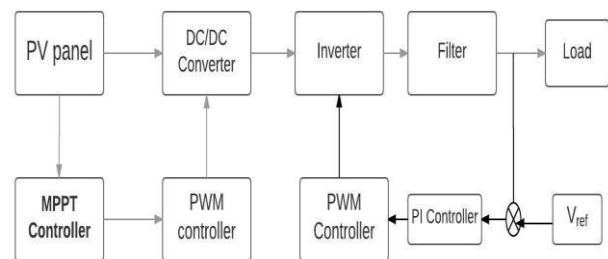 PV panel
DC/DC
Converter
Inverter
Filter
Load
MPPT
Controller
PWM
controller
PWM
Controller
PI Controller
Vref